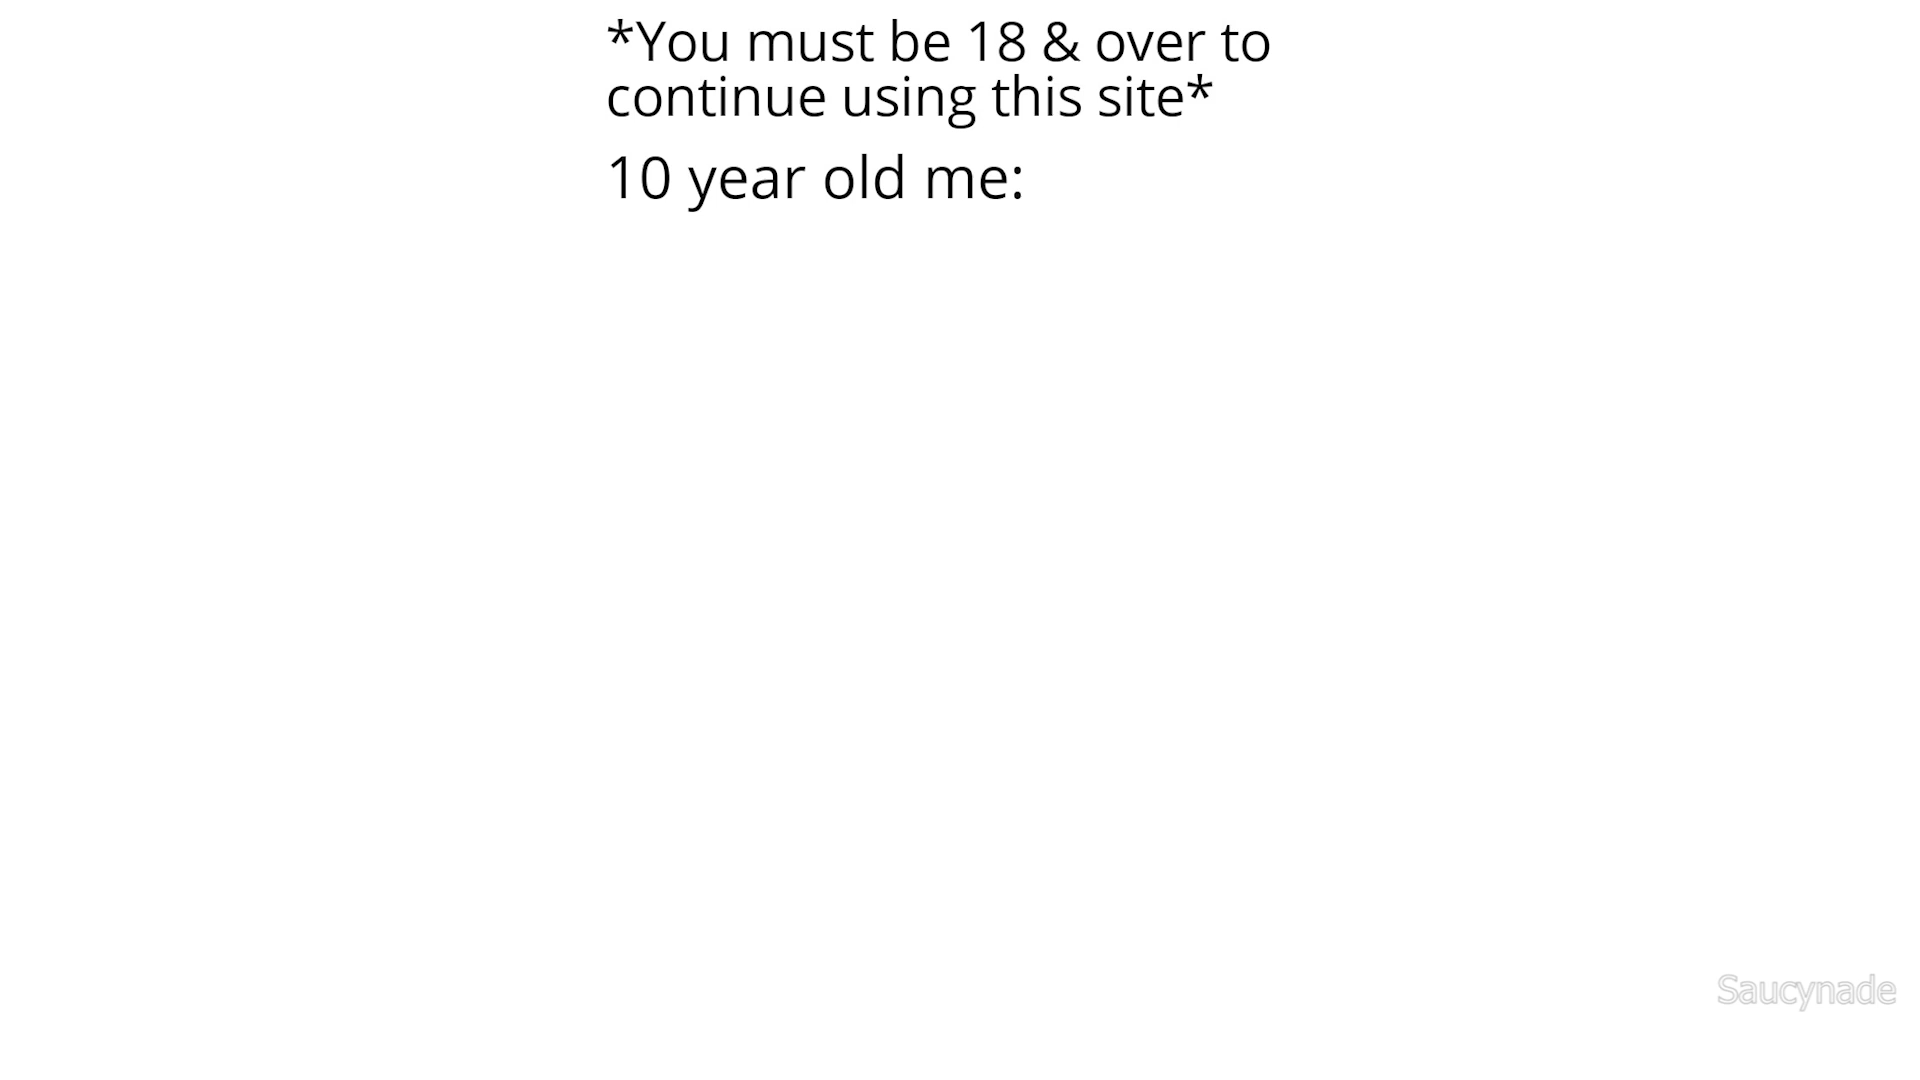 *You must be 18 & over to
continue using this site*
10 year old me:
Saucynade